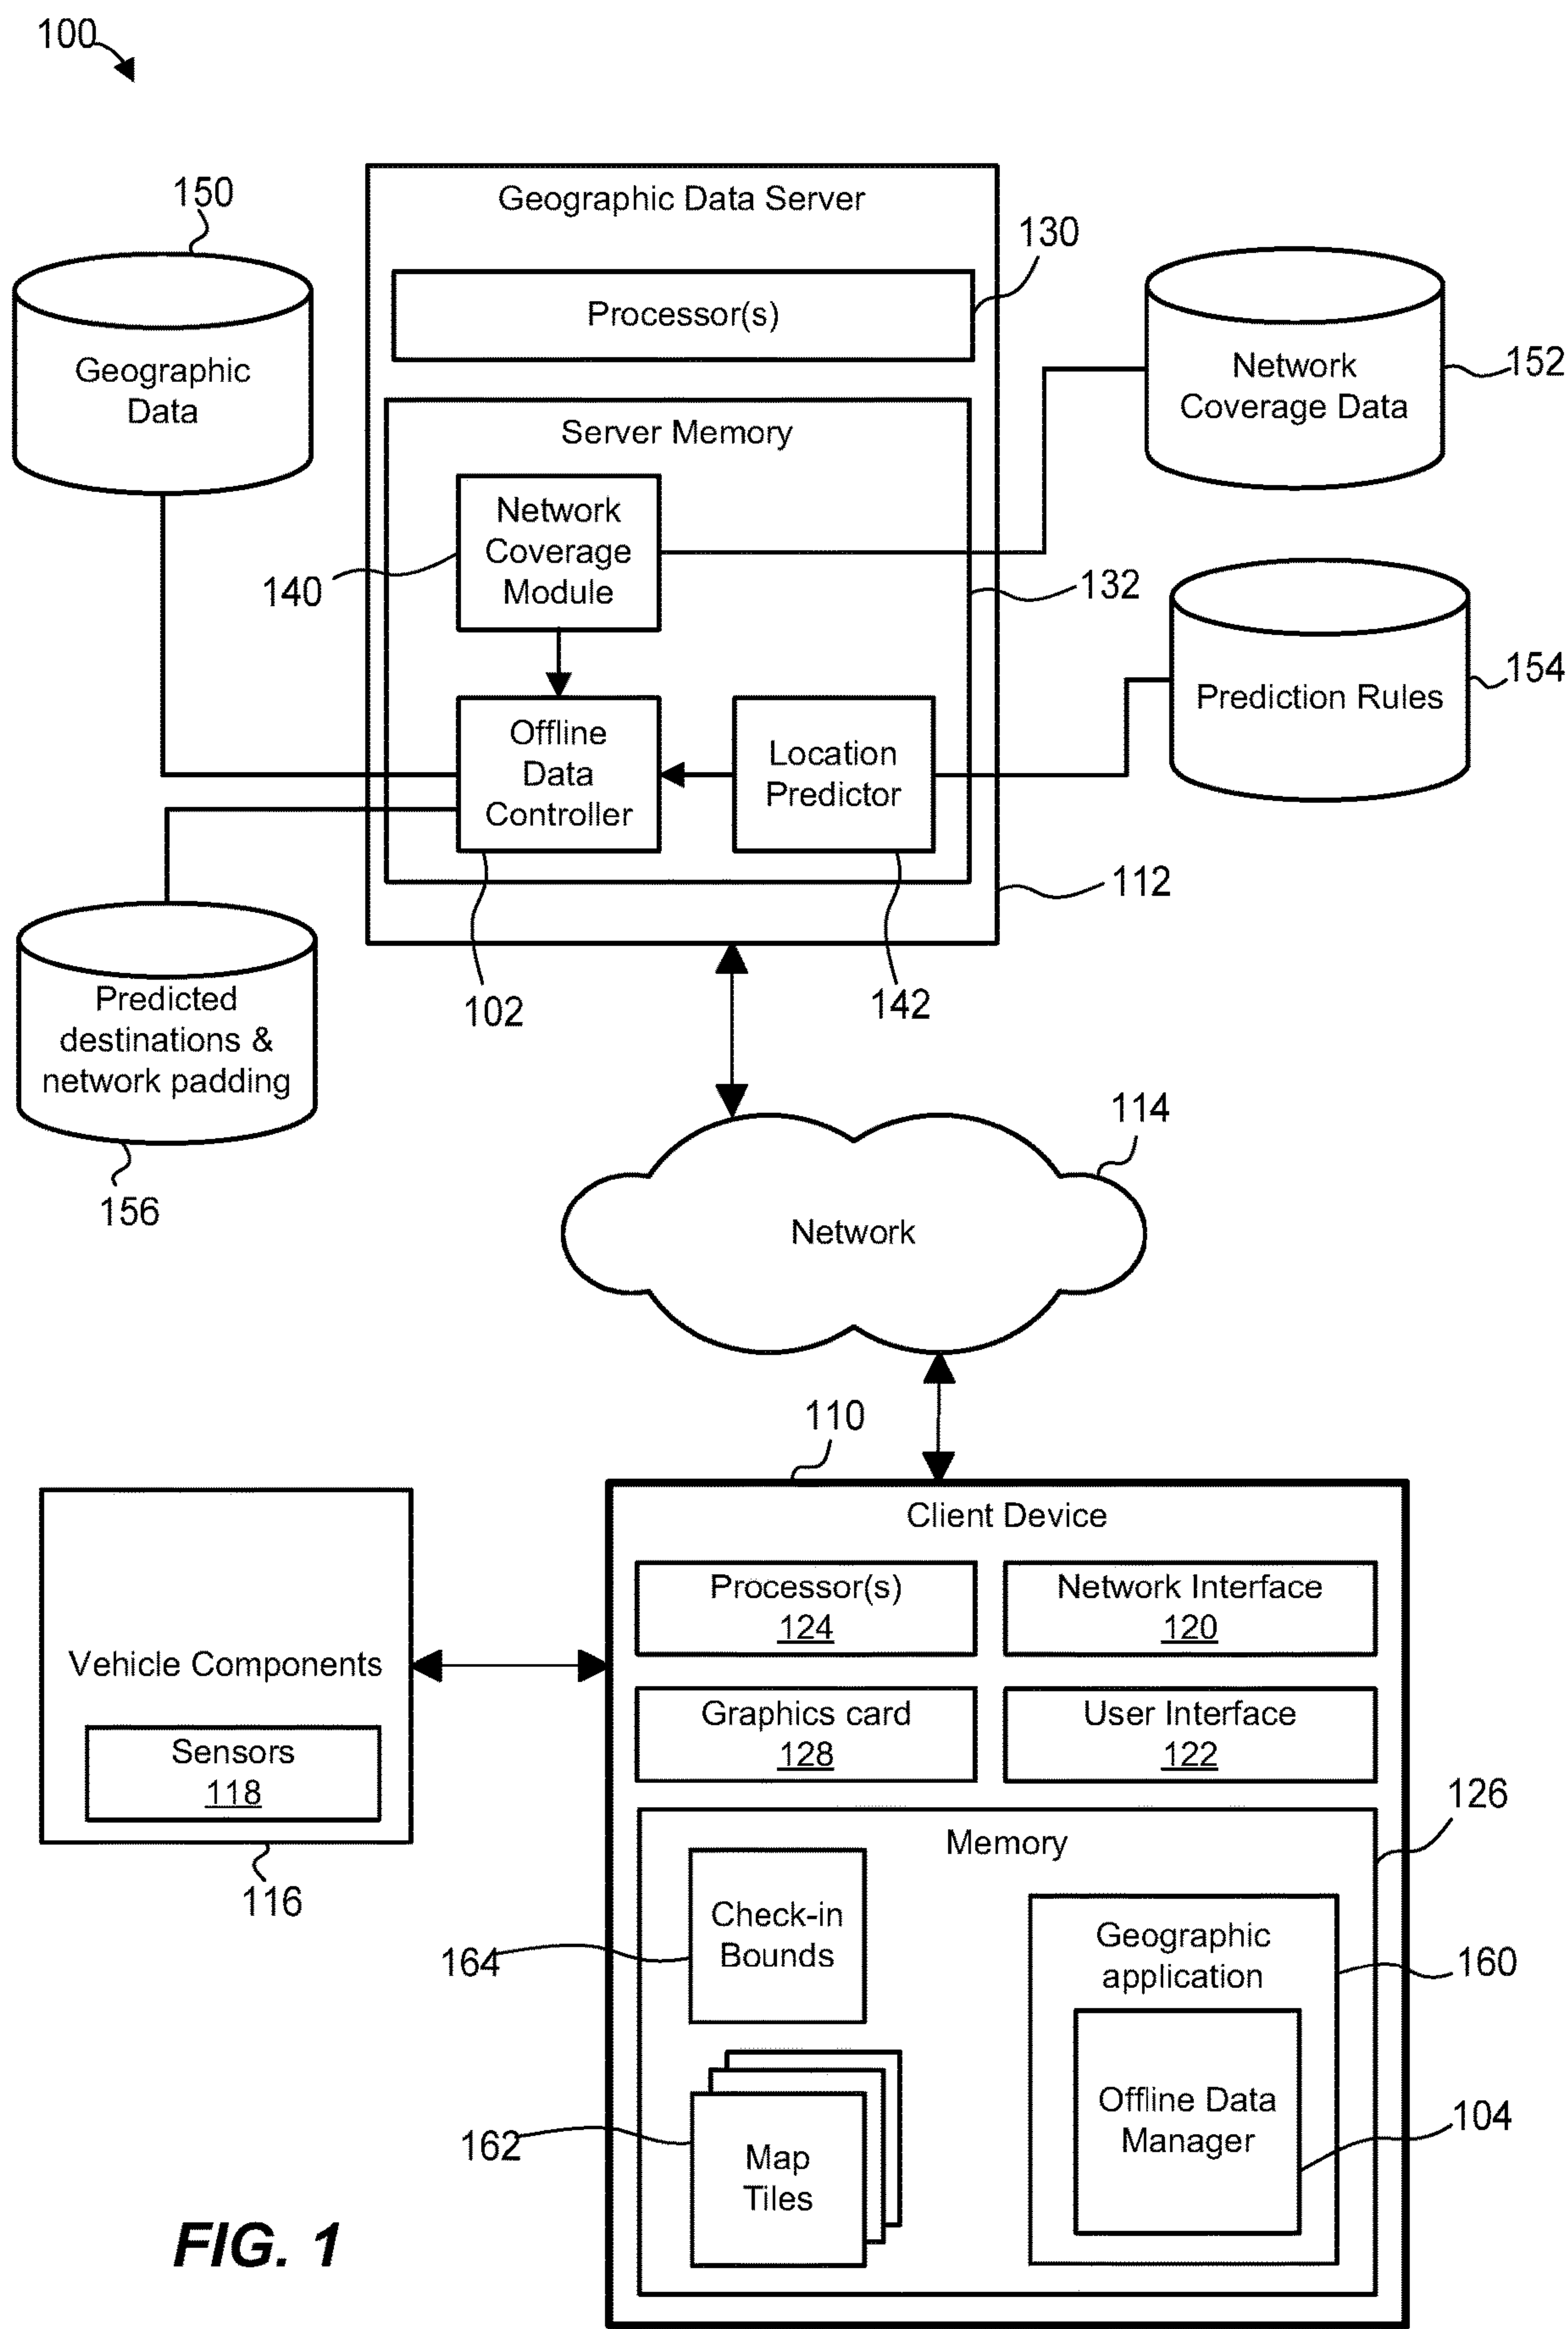 100
150
Geographic Data Server
130
Processor(s)
Geographic
Data
Network
Coverage Data
152
Server Memory
Network
Coverage
Module
140
132
Prediction Rules
154
Offline
Data
Controller
Location
Predictor
112
102
142
Predicted
destinations &
network padding
156
114
Network
110
Client Device
Processor(s)
124
Network Interface
120
Vehicle Components
Graphics card
128
User Interface
122
Sensors
118
116
126
Memory
Check-in
Bounds
164
Geographic
application
160
Offline Data
Manager
104
162
Map
Tiles
FIG. 1